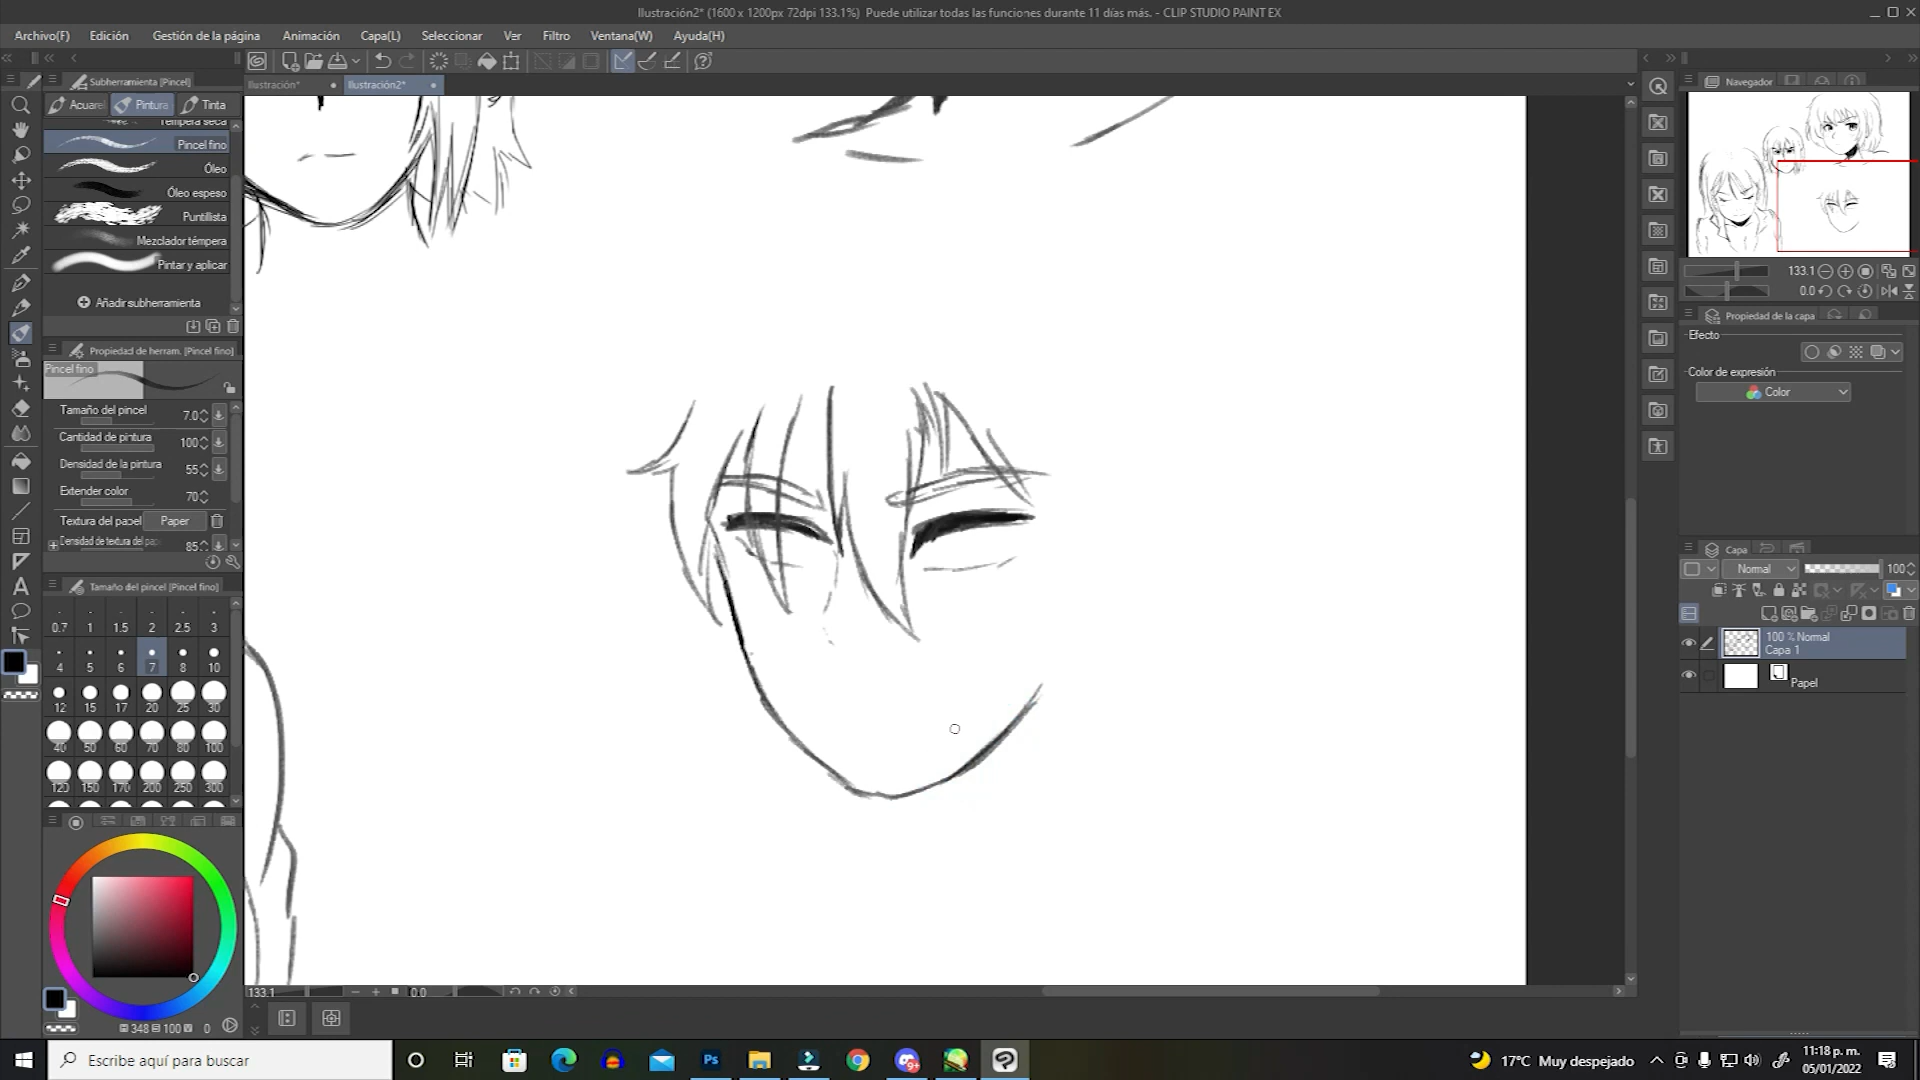 Ilustración2* (1600 x 1200px 72dpi 133.1%)  Puede utilizar todas las funciones durante 11 días más. - CLIP STUDIO PAINT EX
Archivo(F) Edición Gestión de la página Animación Capa(L) Seleccionar Ver Filtro Ventana(W) Ayuda(H)
Subherramienta [Pincel]
Ilustración* Ilustración2*
Acuarel Pintura Tinta
Témpera seca
Pincel fino
Óleo
Óleo espeso
Puntillista
Mezclador témpera
Pintar y aplicar
Añadir subherramienta
Propiedad de herram. [Pincel fino]
Pincel fino
Tamaño del pincel 7.0
Cantidad de pintura 100
Densidad de la pintura 55
Extender color 70
Textura del papel Paper
Densidad de textura del pap 85
Tamaño del pincel [Pincel fino]
0.7 1 1.5 2 2.5 3
4 5 6 7 8 10
12 15 17 20 25 30
40 50 60 70 80 100
120 150 170 200 250 300
348 100 0
133.1 0.0
Navegador
133.1
0.0
Propiedad de la capa
Efecto
Color de expresión
Color
Capa
Normal 100
100 % Normal
Capa 1
Papel
Escribe aquí para buscar
Ps
9+
17°C Muy despejado
11:18 p. m.
05/01/2022